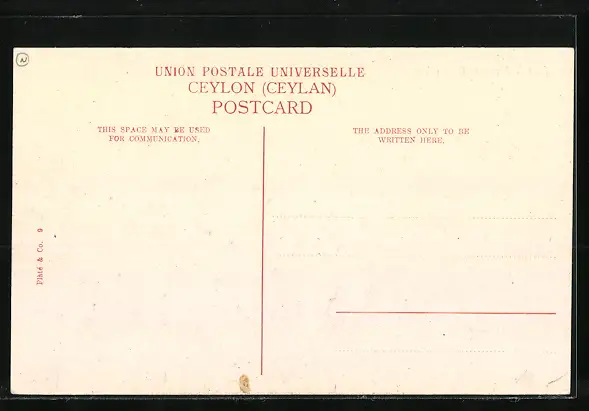 N
UNION POSTALE UNIVERSELLE
CEYLON (CEYLAN)
POSTCARD
THIS SPACE MAY BE USED
FOR COMMUNICATION.
THE ADDRESS ONLY TO BE
WRITTEN HERE.
Platé & Co. 9